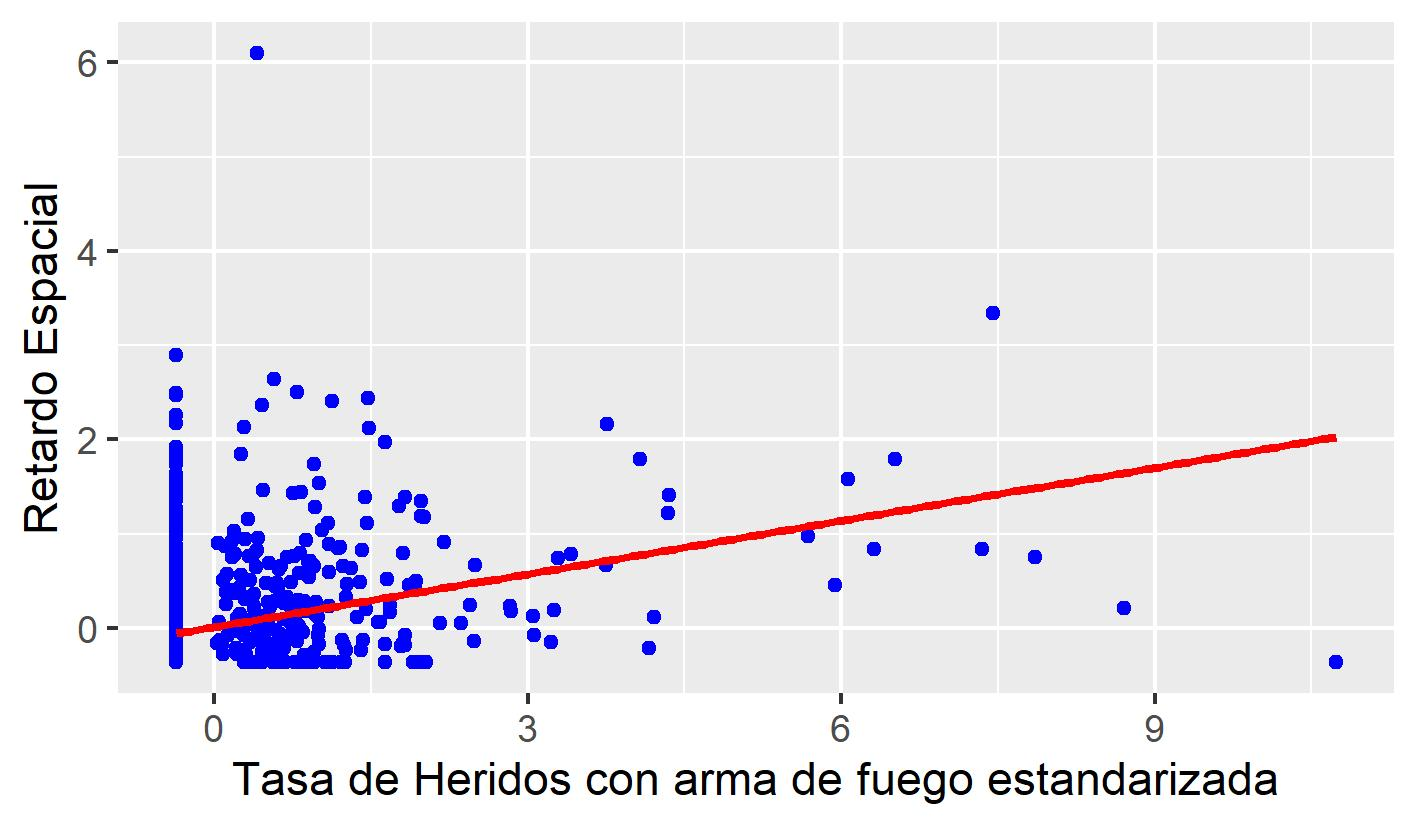 6
4
2
0
Retardo Espacial
0 3 6 9
Tasa de Heridos con arma de fuego estandarizada